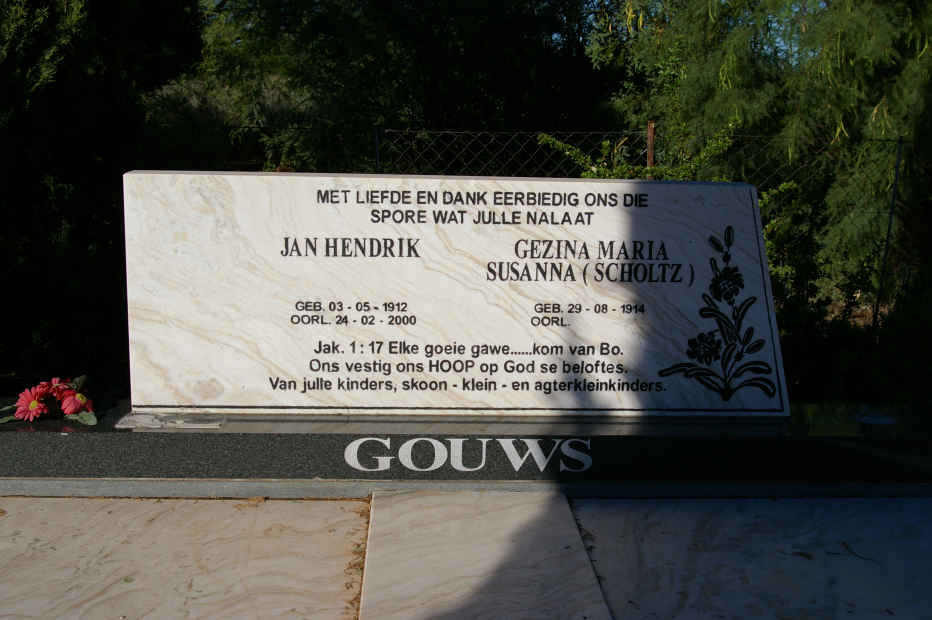 MET LIEFDE EN DANK EERBIEDIG ONS DIE
SPORE WAT JULLE NALAAT
JAN HENDRIK
GEB. 03 - 05 - 1912
OORL. 24 - 02 - 2000
GEZINA MARIA
SUSANNA ( SCHOLTZ )
GEB. 29 - 08 - 1914
OORL.
Jak. 1 : 17 Elke goeie gawe......kom van Bo.
Ons vestig ons HOOP op God se beloftes.
Van julle kinders, skoon - klein - en agterkleinkinders.
GOUWS